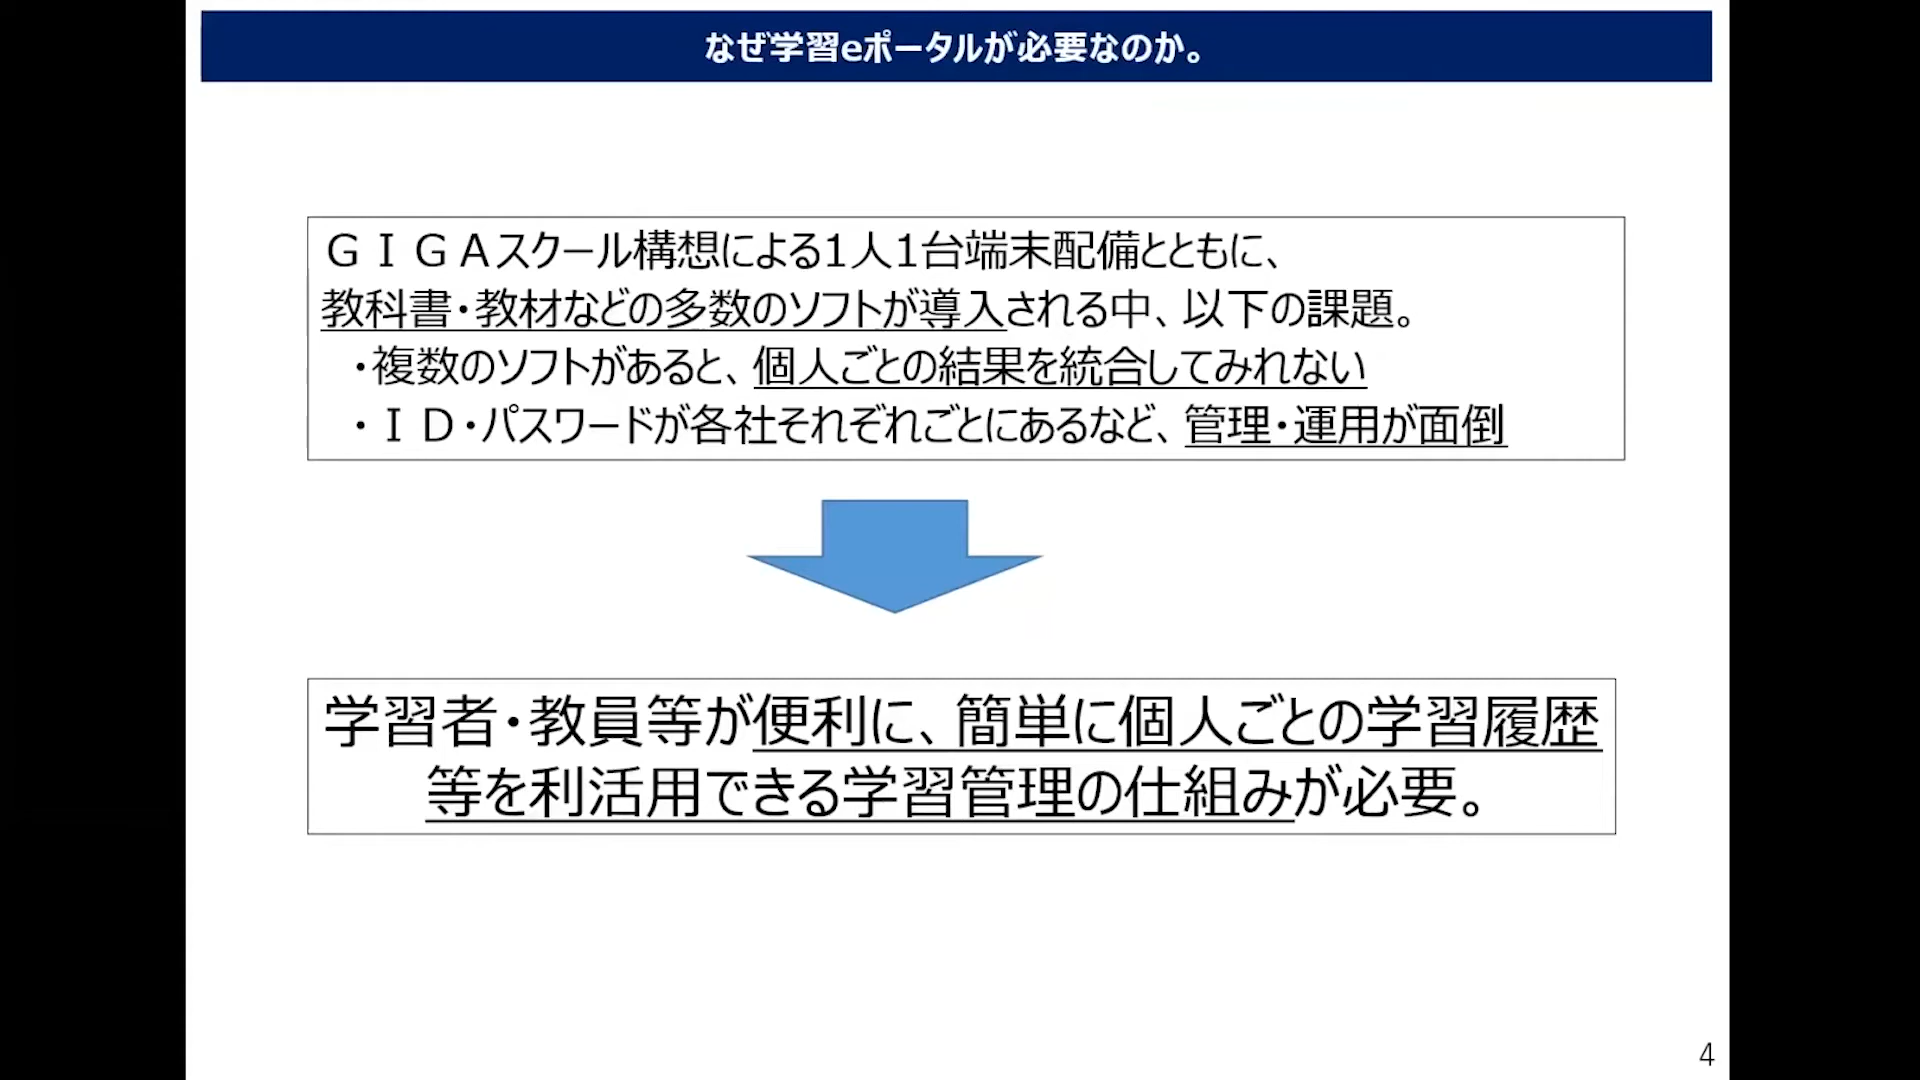 なぜ学習eポータルが必要なのか。
ＧＩＧＡスクール構想による1人1台端末配備とともに、
教科書・教材などの多数のソフトが導入される中、以下の課題。
・複数のソフトがあると、個人ごとの結果を統合してみれない
・ＩＤ・パスワードが各社それぞれごとにあるなど、管理・運用が面倒
学習者・教員等が便利に、簡単に個人ごとの学習履歴
等を利活用できる学習管理の仕組みが必要。
4